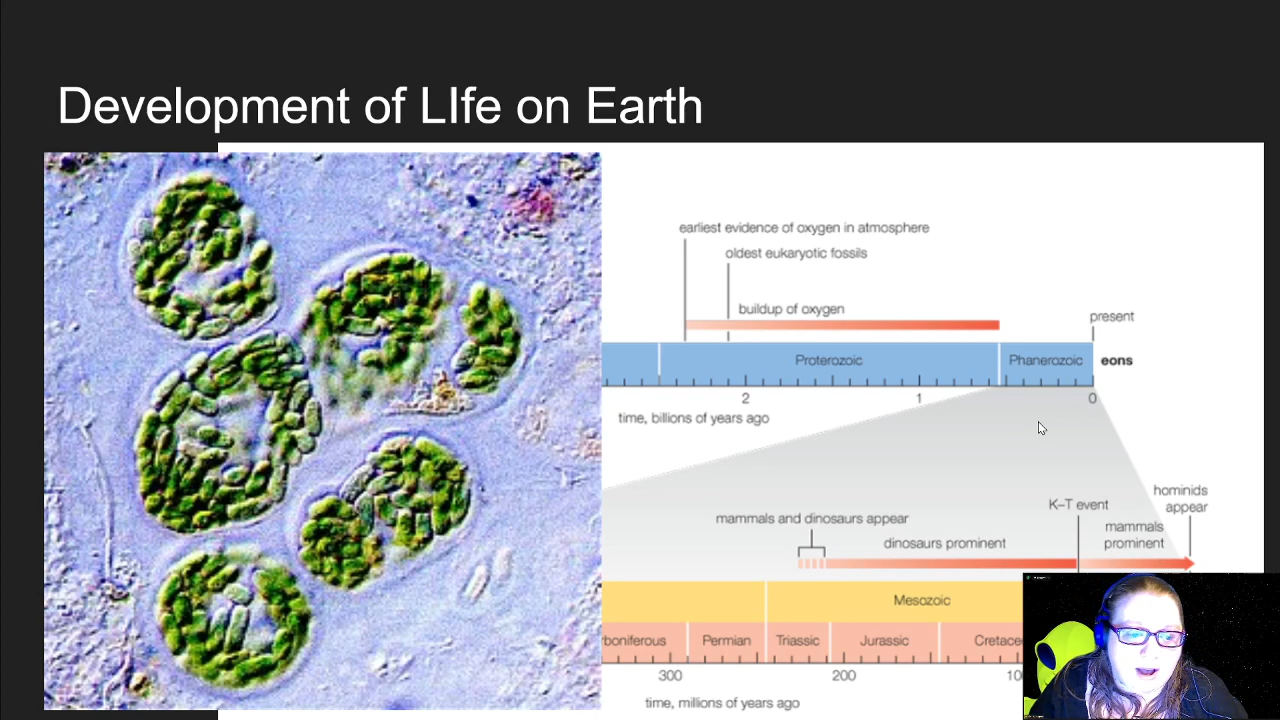 Development of LIfe on Earth
earliest evidence of oxygen in atmosphere
oldest eukaryotic fossils
buildup of oxygen
present
Proterozoic
Phanerozoic
eons
2
1
0
time, billions of years ago
hominids
appear
K–T event
mammals and dinosaurs appear
mammals
prominent
dinosaurs prominent
Mesozoic
rboniferous
Permian
Triassic
Jurassic
Cretace
300
200
10
time, millions of years ago